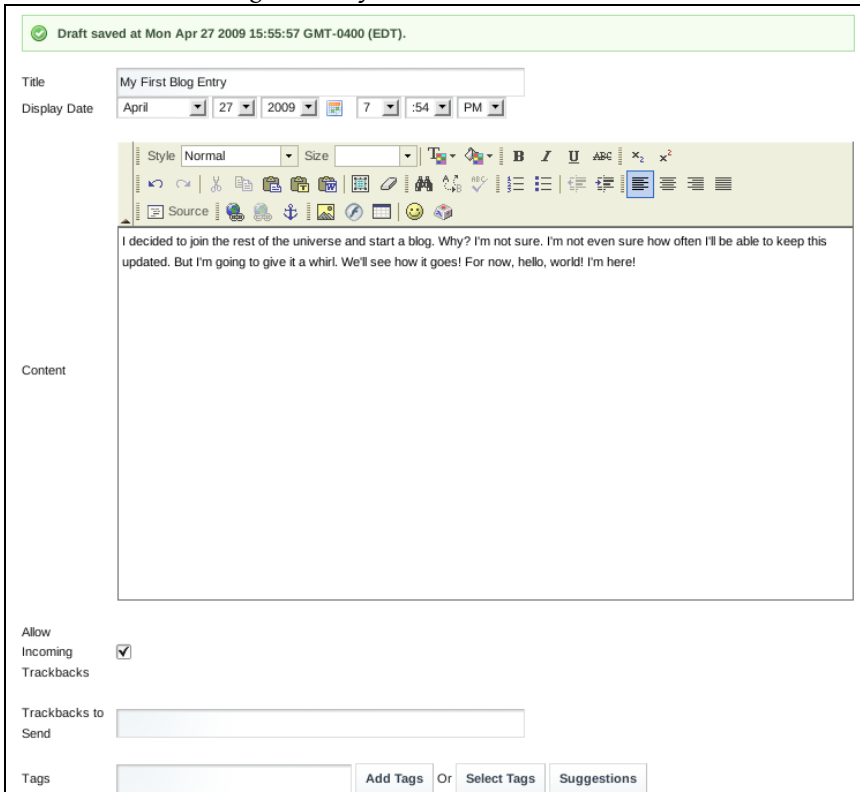 Draft saved at Mon Apr 27 2009 15:55:57 GMT-0400 (EDT).
Title My First Blog Entry
Display Date April 27 2009 7 :54 PM
Style Normal Size B I U ABC x₂ x²
Source
I decided to join the rest of the universe and start a blog. Why? I'm not sure. I'm not even sure how often I'll be able to keep this
updated. But I'm going to give it a whirl. We'll see how it goes! For now, hello, world! I'm here!
Content
Allow
Incoming
Trackbacks
Trackbacks to
Send
Tags Add Tags Or Select Tags Suggestions